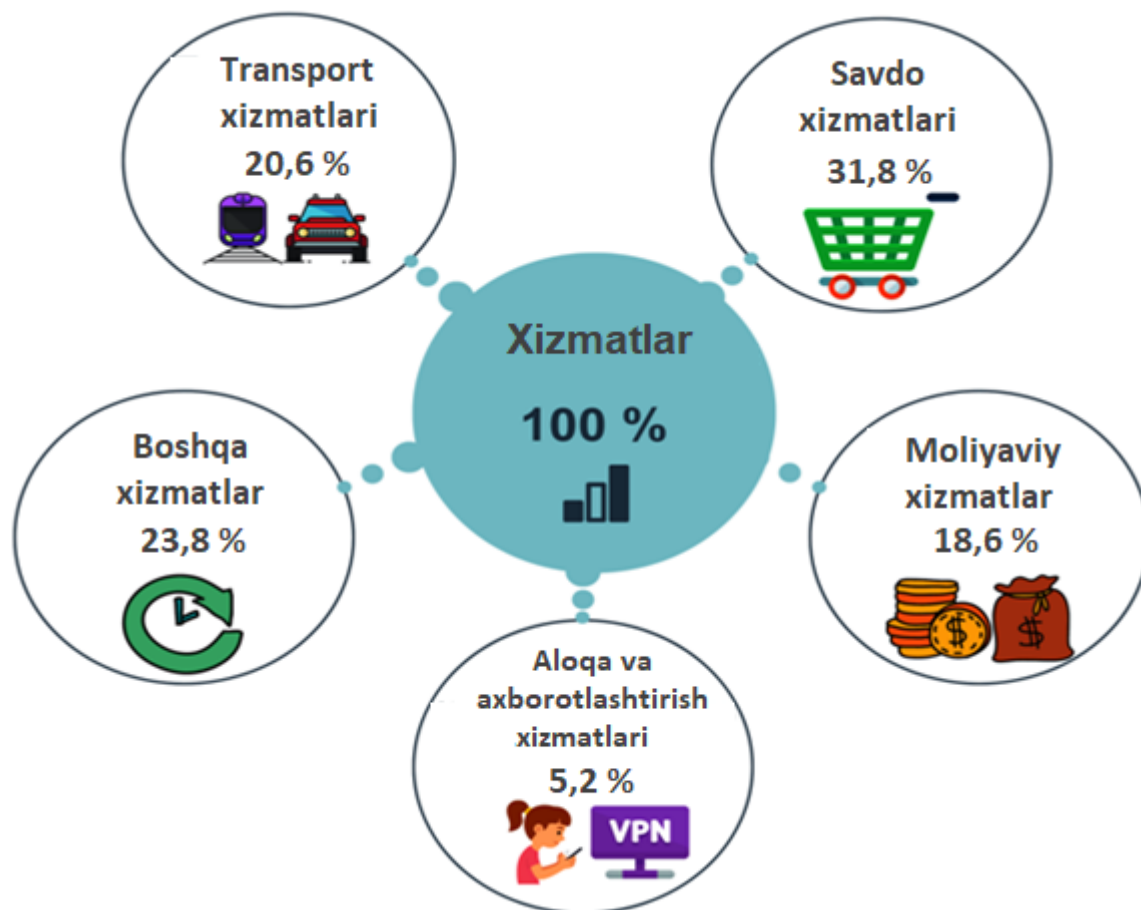 Transport
xizmatlari
20,6 %
Savdo
xizmatlari
31,8 %
Xizmatlar
100 %
Boshqa
xizmatlar
23,8 %
Moliyaviy
xizmatlar
18,6 %
Aloqa va
axborotlashtirish
xizmatlari
5,2 %
VPN
$
$